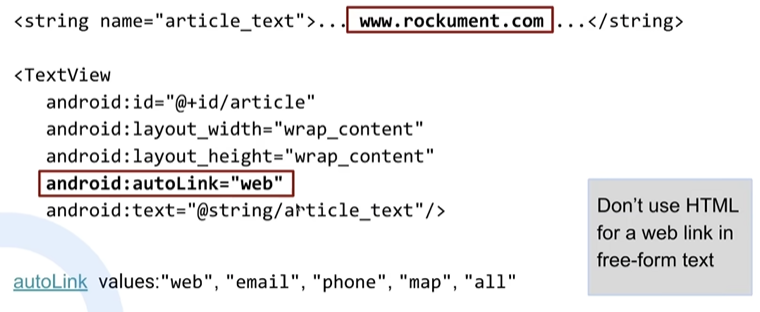 <string name="article_text">... www.rockument.com ...</string>
<TextView
android:id="@+id/article"
android:layout_width="wrap_content"
android:layout_height="wrap_content"
android:autoLink="web"
android:text="@string/article_text"/>
Don't use HTML
for a web link in
free-form text
autoLink values:"web", "email", "phone", "map", "all"